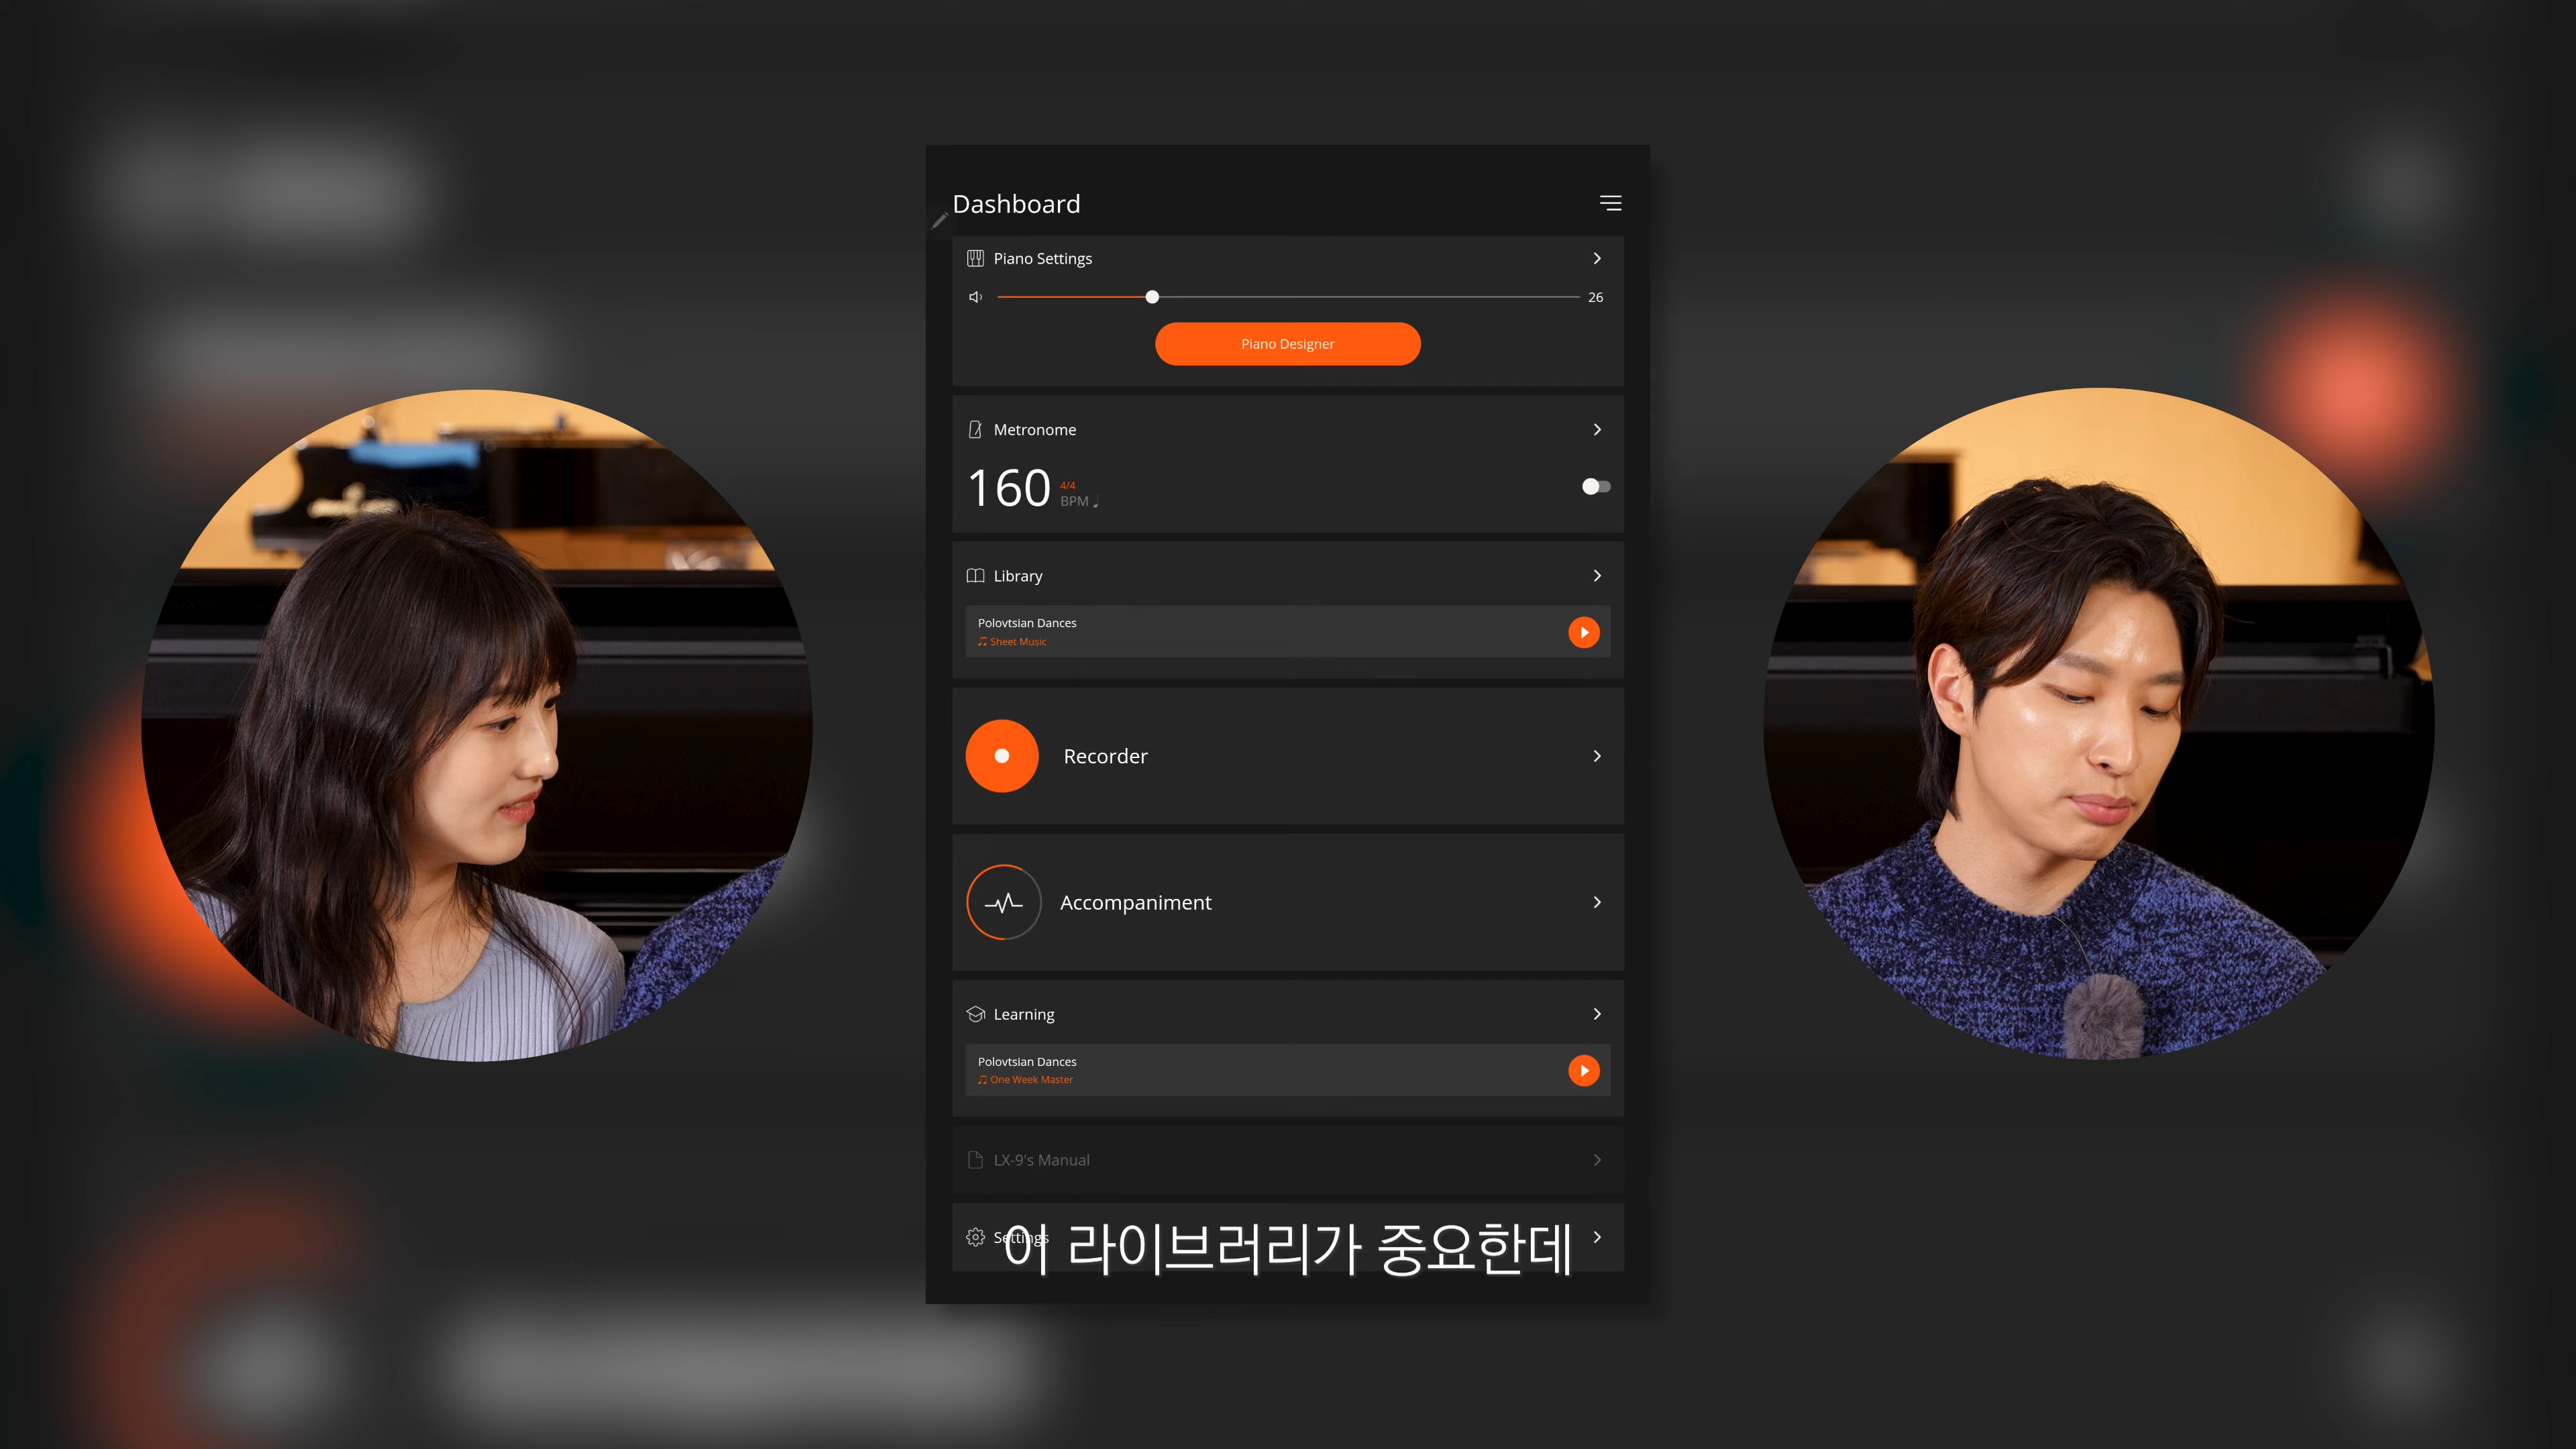 Dashboard
Piano Settings
26
Piano Designer
Metronome
160
4/4
BPM
Library
Polovtsian Dances
Sheet Music
Recorder
Accompaniment
Learning
Polovtsian Dances
One Week Master
LX-9's Manual
Settings
이 라이브러리가 중요한데